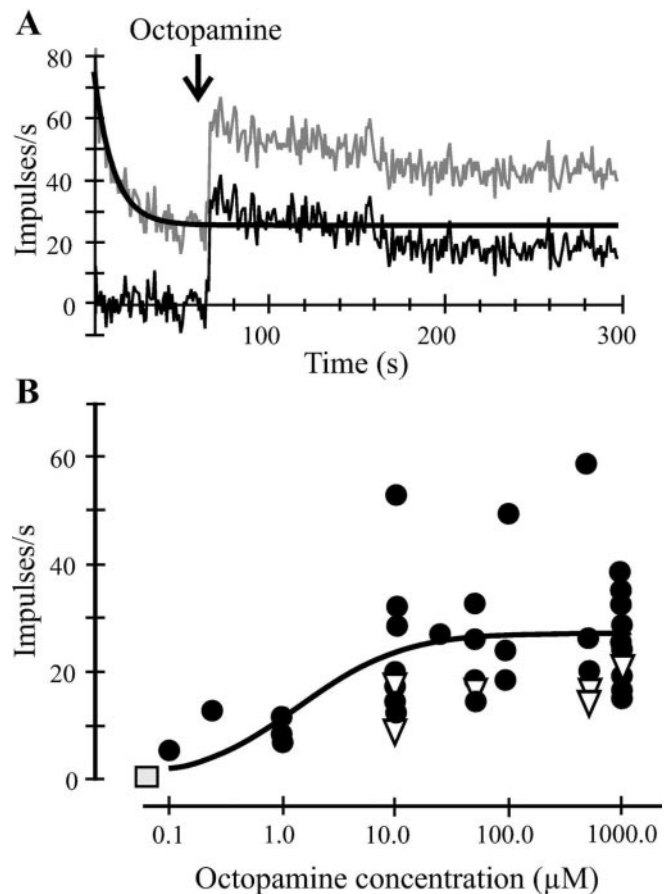 A
Octopamine
80
60
40
20
0
Impulses/s
100
200
300
Time (s)
B
60
40
20
0
Impulses/s
0.1
1.0
10.0
100.0
1000.0
Octopamine concentration (μM)